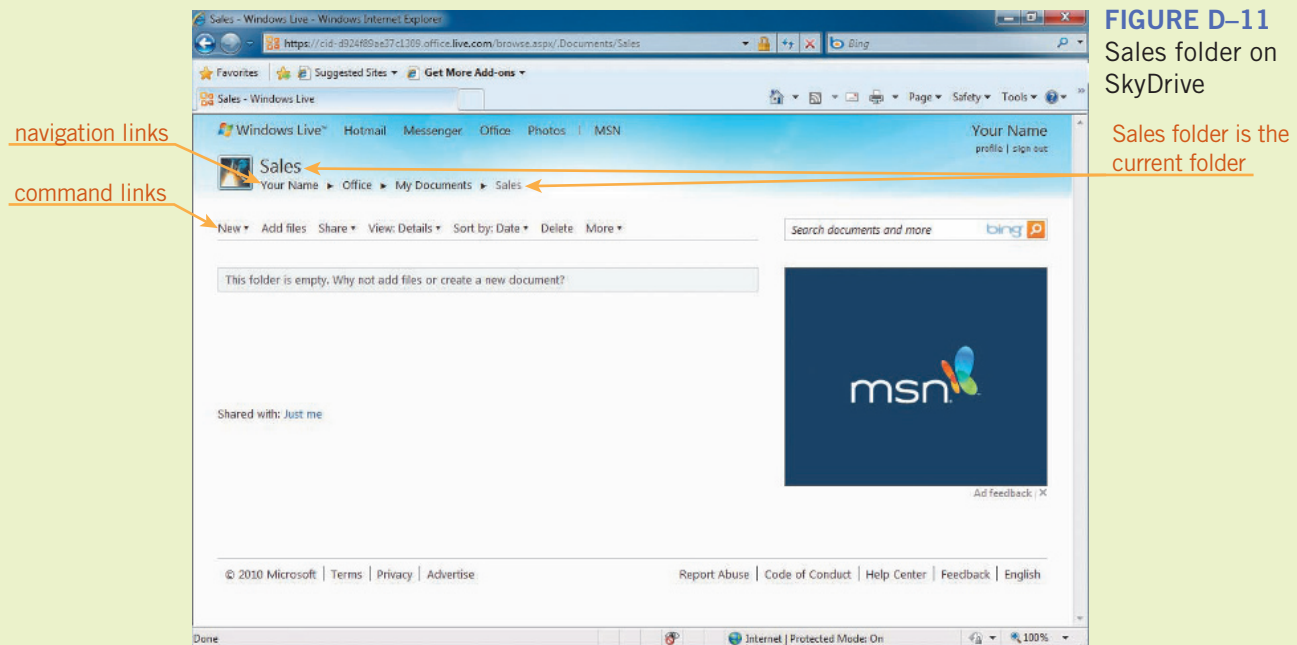 Sales - Windows Live - Windows Internet Explorer
https://cid-d924f89ae37c1309.office.live.com/browse.aspx/.Documents/Sales
Bing
Favorites Suggested Sites Get More Add-ons
Sales - Windows Live
Page Safety Tools
FIGURE D–11
Sales folder on
SkyDrive
navigation links
command links
Sales folder is the
current folder
Windows Live™ Hotmail Messenger Office Photos | MSN
Your Name
profile | sign out
Sales
Your Name ▸ Office ▸ My Documents ▸ Sales
New Add files Share View: Details Sort by: Date Delete More
Search documents and more bing
This folder is empty. Why not add files or create a new document?
msn
Shared with: Just me
Ad feedback | X
© 2010 Microsoft | Terms | Privacy | Advertise
Report Abuse | Code of Conduct | Help Center | Feedback | English
Done
Internet | Protected Mode: On
100%